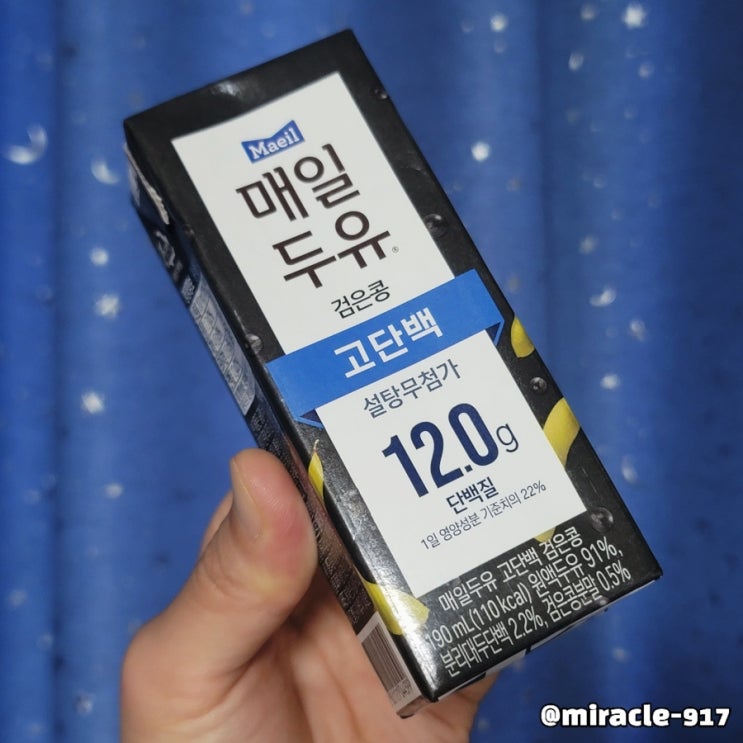 Maeil
매일
두유®
검은콩
고단백
설탕무첨가
12.0g
단백질
1일 영양성분 기준치의 22%
매일두유 고단백 검은콩
190 mL(110 kcal) 원액두유 91%,
분리대두단백 2.2%, 검은콩분말 0.5%
@miracle-917